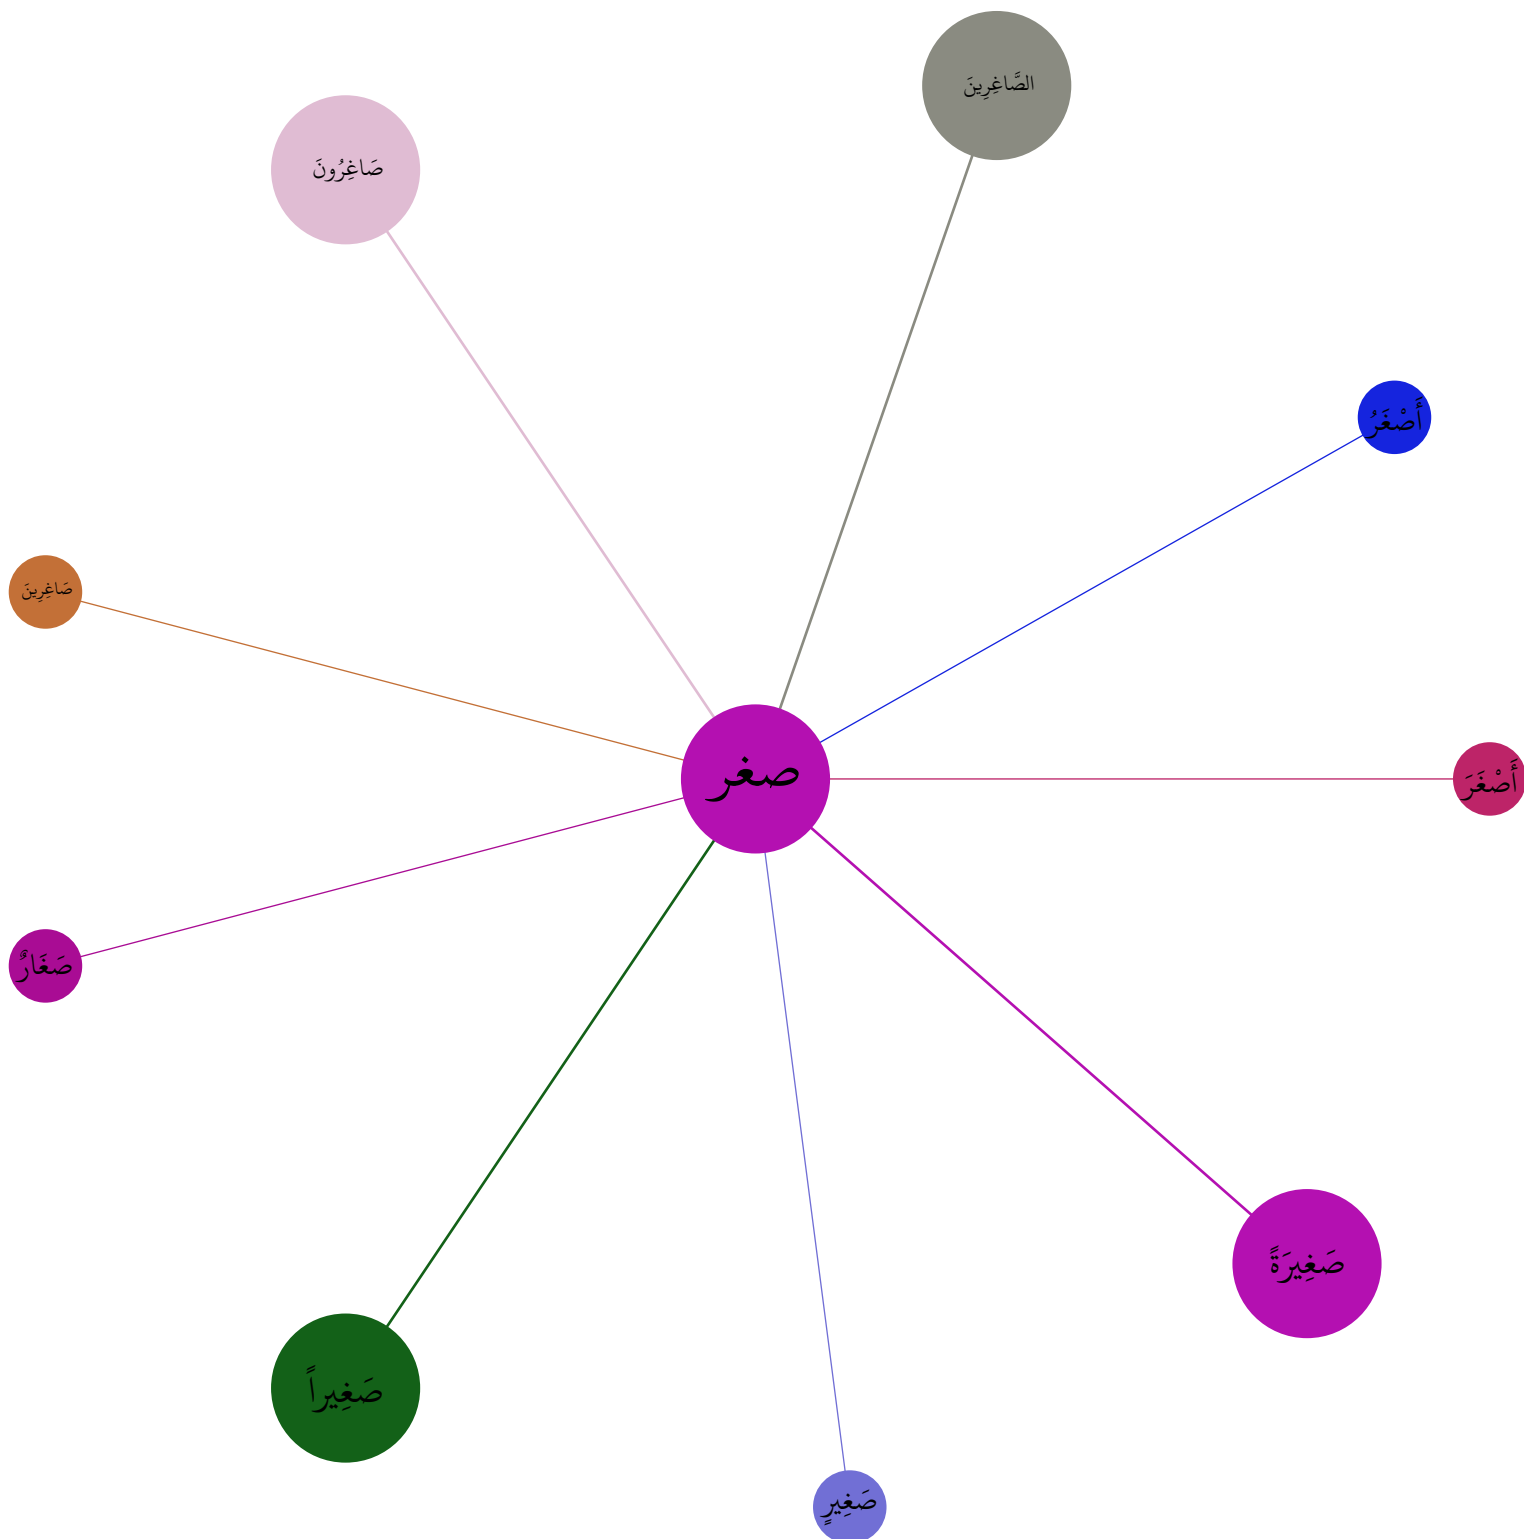 الصَّاغِرِينَ
صَاغِرُونَ
أَصْغَرُ
صَاغِرِينَ
صغر
أَصْغَرَ
صَغَارٌ
صَغِيرَةً
صَغِيراً
صَغِيرٍ